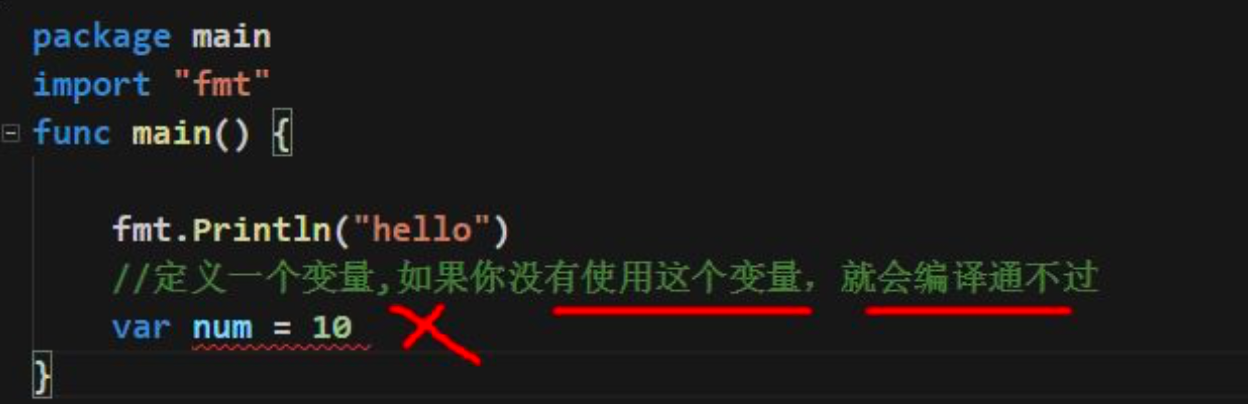 package main
import "fmt"
func main() {
fmt.Println("hello")
//定义一个变量,如果你没有使用这个变量，就会编译通不过
var num = 10
}